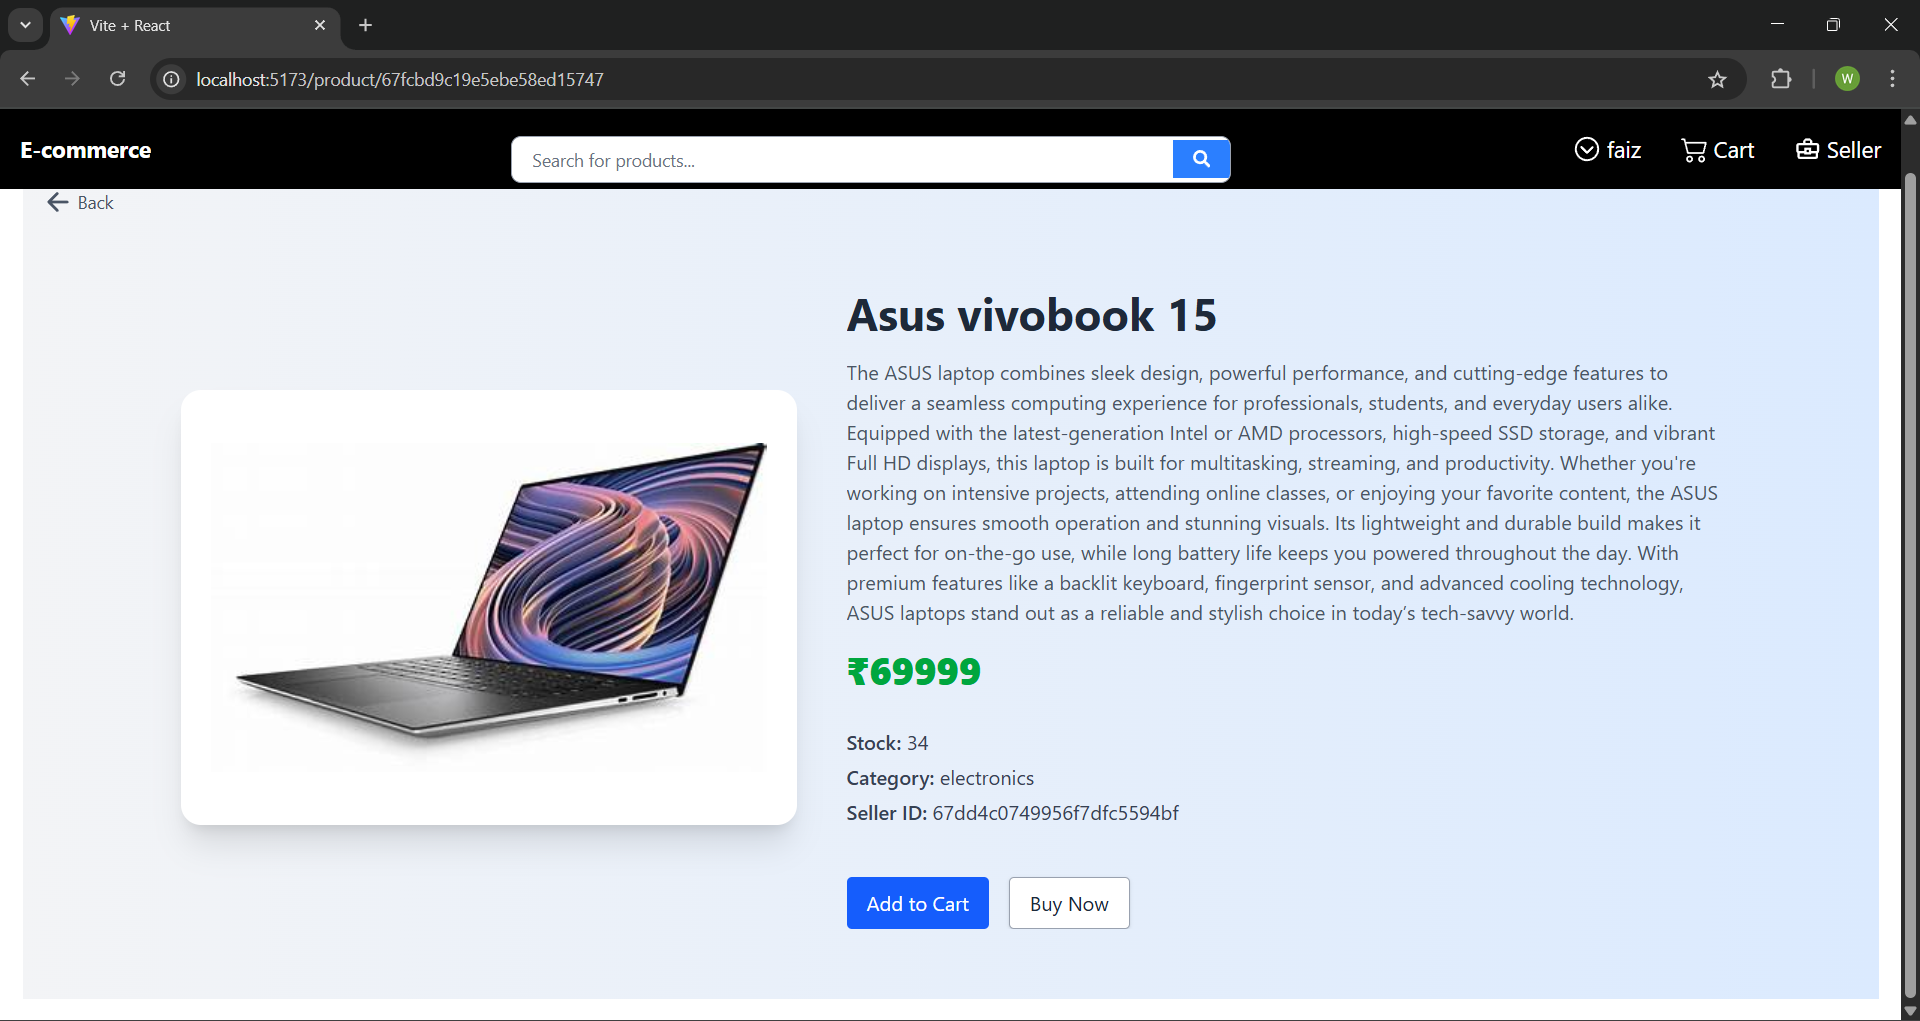 Vite + React
localhost:5173/product/67fcbd9c19e5ebe58ed15747
W
E-commerce
Search for products...
faiz
Cart
Seller
Back
Asus vivobook 15
The ASUS laptop combines sleek design, powerful performance, and cutting-edge features to
deliver a seamless computing experience for professionals, students, and everyday users alike.
Equipped with the latest-generation Intel or AMD processors, high-speed SSD storage, and vibrant
Full HD displays, this laptop is built for multitasking, streaming, and productivity. Whether you're
working on intensive projects, attending online classes, or enjoying your favorite content, the ASUS
laptop ensures smooth operation and stunning visuals. Its lightweight and durable build makes it
perfect for on-the-go use, while long battery life keeps you powered throughout the day. With
premium features like a backlit keyboard, fingerprint sensor, and advanced cooling technology,
ASUS laptops stand out as a reliable and stylish choice in today’s tech-savvy world.
₹69999
Stock: 34
Category: electronics
Seller ID: 67dd4c0749956f7dfc5594bf
Add to Cart
Buy Now